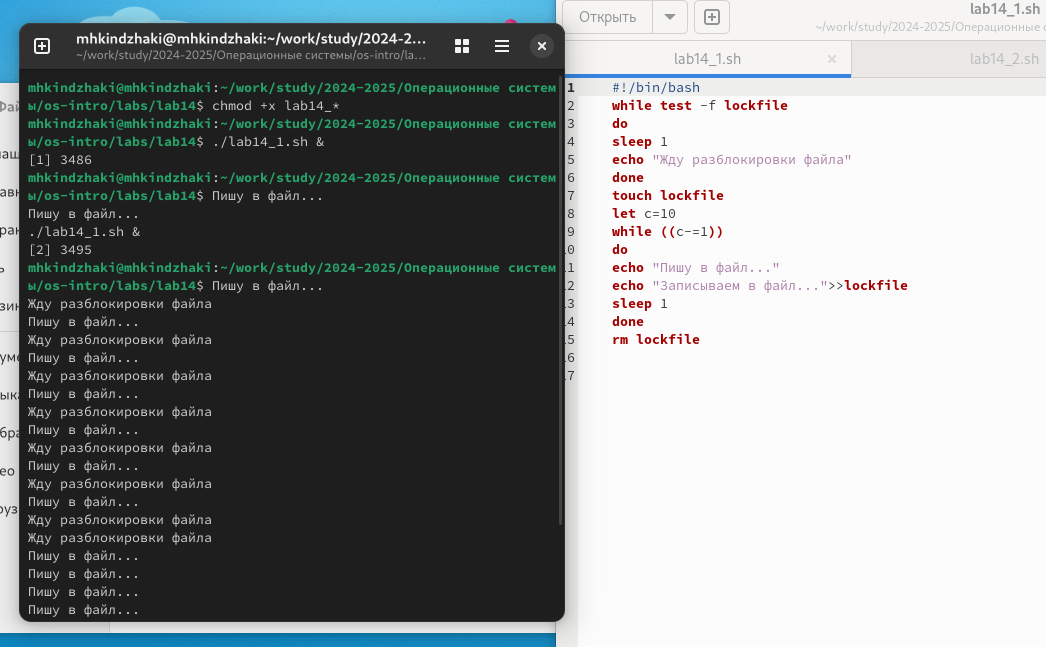 mhkindzhaki@mhkindzhaki:~/work/study/2024-2...
~/work/study/2024-2025/Операционные системы/os-intro/la...
mhkindzhaki@mhkindzhaki:~/work/study/2024-2025/Операционные систем
ы/os-intro/labs/lab14$ chmod +x lab14_*
mhkindzhaki@mhkindzhaki:~/work/study/2024-2025/Операционные систем
ы/os-intro/labs/lab14$ ./lab14_1.sh &
[1] 3486
mhkindzhaki@mhkindzhaki:~/work/study/2024-2025/Операционные систем
ы/os-intro/labs/lab14$ Пишу в файл...
Пишу в файл...
./lab14_1.sh &
[2] 3495
mhkindzhaki@mhkindzhaki:~/work/study/2024-2025/Операционные систем
ы/os-intro/labs/lab14$ Пишу в файл...
Жду разблокировки файла
Пишу в файл...
Жду разблокировки файла
Пишу в файл...
Жду разблокировки файла
Пишу в файл...
Жду разблокировки файла
Пишу в файл...
Жду разблокировки файла
Пишу в файл...
Жду разблокировки файла
Пишу в файл...
Жду разблокировки файла
Жду разблокировки файла
Пишу в файл...
Пишу в файл...
Пишу в файл...
Пишу в файл...
Открыть
lab14_1.sh
~/work/study/2024-2025/Операционные
lab14_1.sh
lab14_2.sh
1 #!/bin/bash
2 while test -f lockfile
3 do
4 sleep 1
5 echo "Жду разблокировки файла"
6 done
7 touch lockfile
8 let c=10
9 while ((c-=1))
10 do
11 echo "Пишу в файл..."
12 echo "Записываем в файл...">>lockfile
13 sleep 1
14 done
15 rm lockfile
16
17